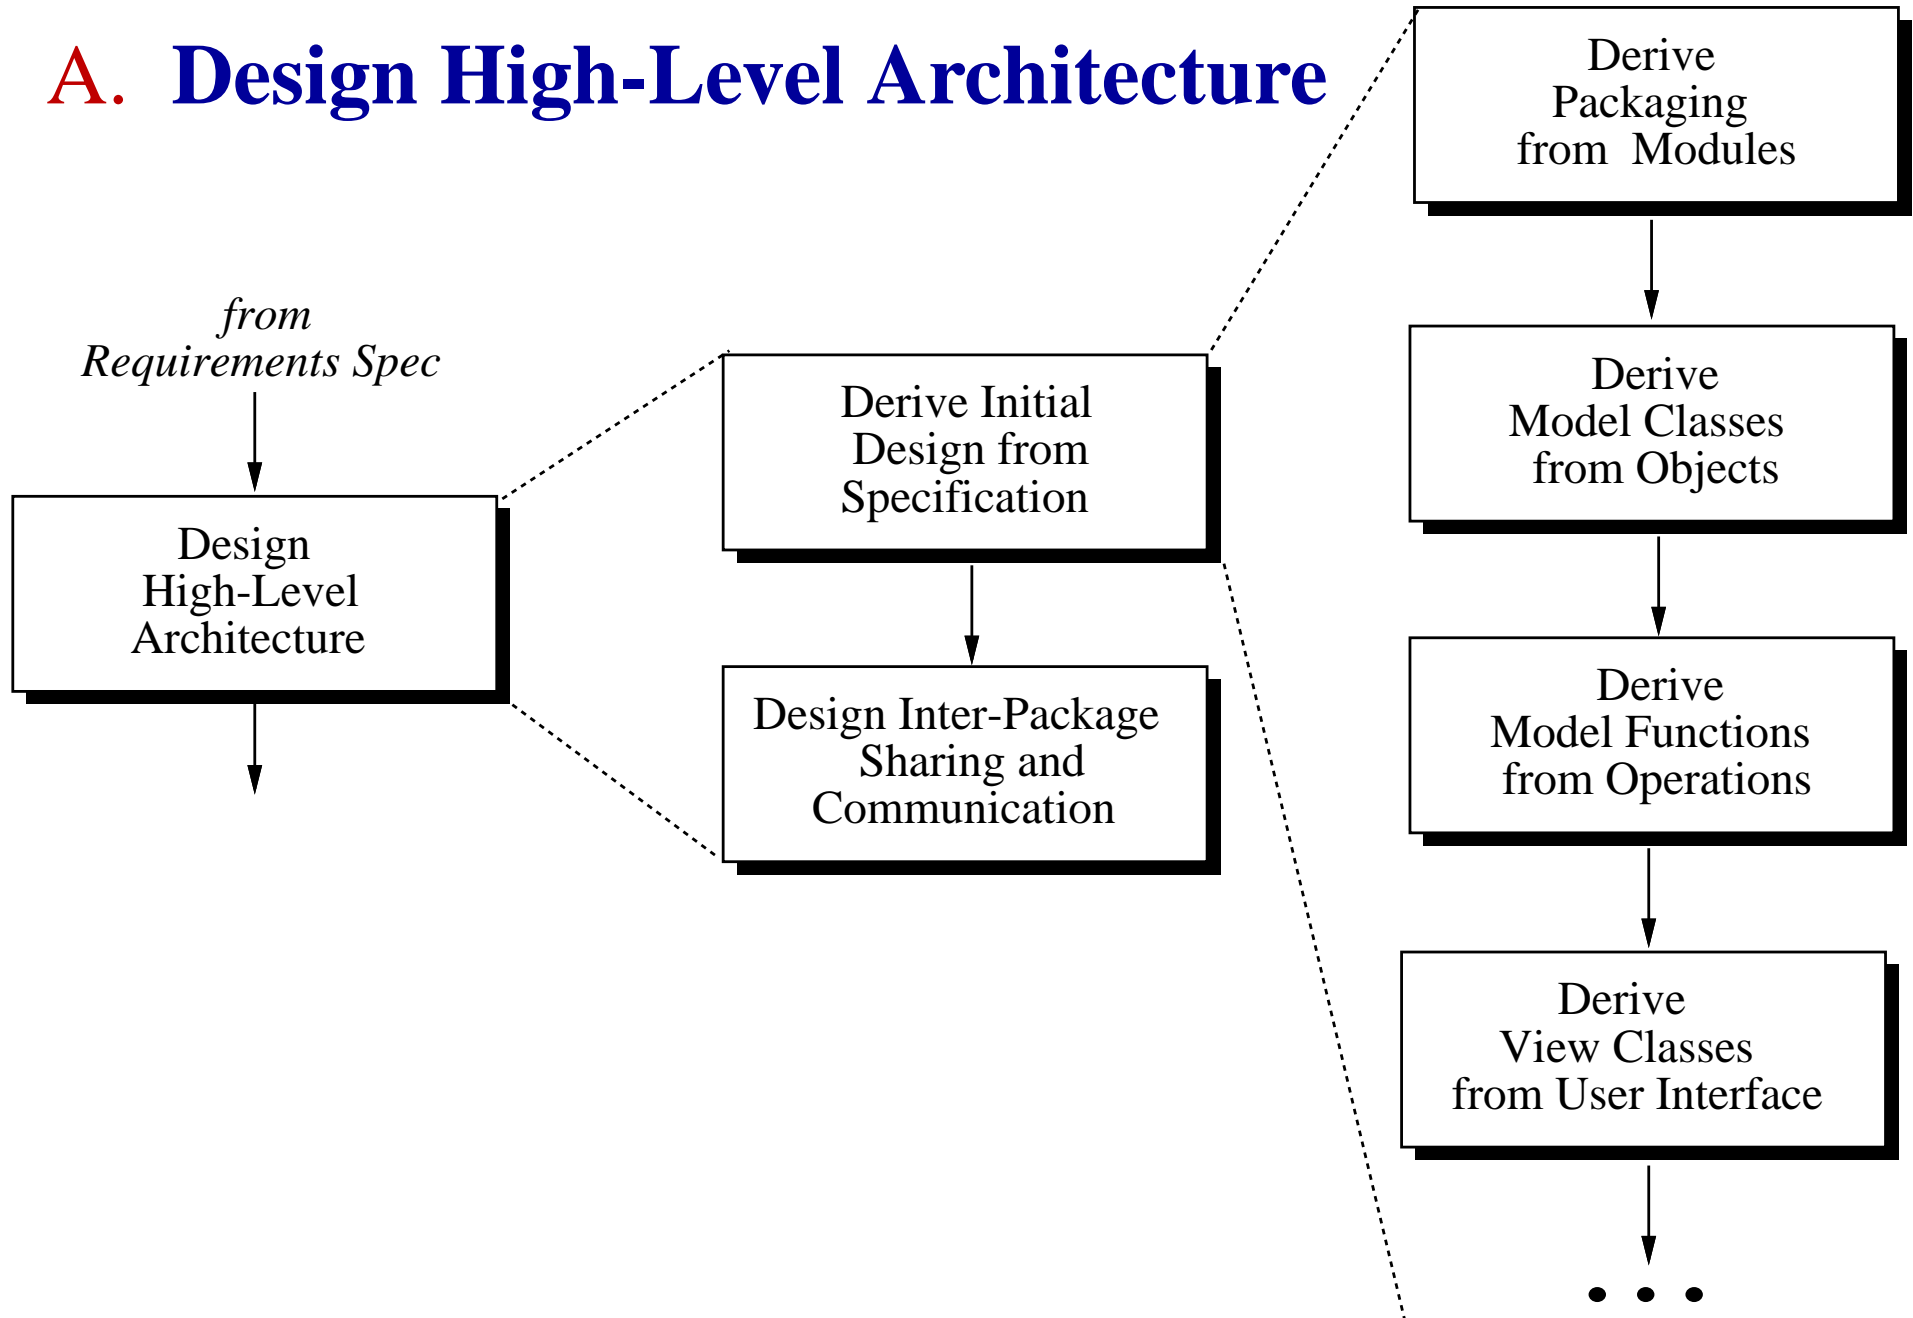 A. Design High-Level Architecture
from
Requirements Spec
Design
High-Level
Architecture
Derive Initial
Design from
Specification
Design Inter-Package
Sharing and
Communication
Derive
Packaging
from Modules
Derive
Model Classes
from Objects
Derive
Model Functions
from Operations
Derive
View Classes
from User Interface
• • •